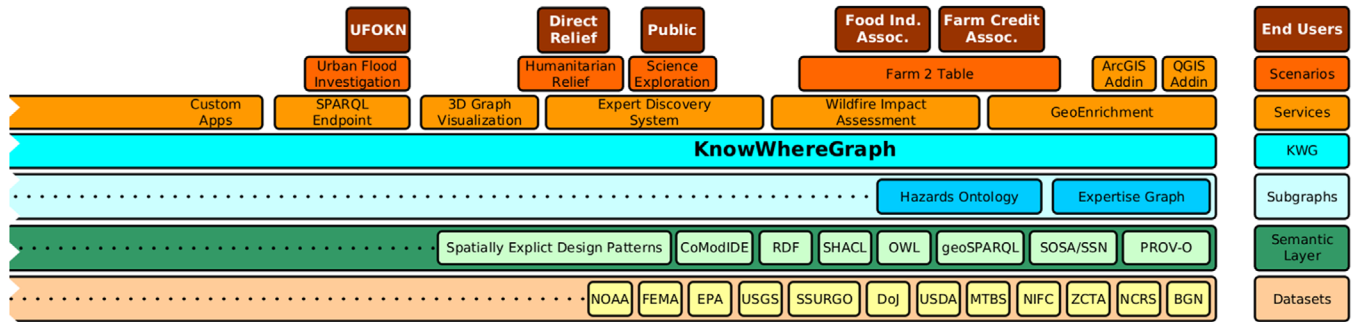 UFOKN
Direct
Relief
Public
Food Ind.
Assoc.
Farm Credit
Assoc.
End Users
Urban Flood
Investigation
Humanitarian
Relief
Science
Exploration
Farm 2 Table
ArcGIS
Addin
QGIS
Addin
Scenarios
Custom
Apps
SPARQL
Endpoint
3D Graph
Visualization
Expert Discovery
System
Wildfire Impact
Assessment
GeoEnrichment
Services
KnowWhereGraph
KWG
Hazards Ontology
Expertise Graph
Subgraphs
Spatially Explict Design Patterns
CoModIDE
RDF
SHACL
OWL
geoSPARQL
SOSA/SSN
PROV-O
Semantic
Layer
NOAA
FEMA
EPA
USGS
SSURGO
DoJ
USDA
MTBS
NIFC
ZCTA
NCRS
BGN
Datasets